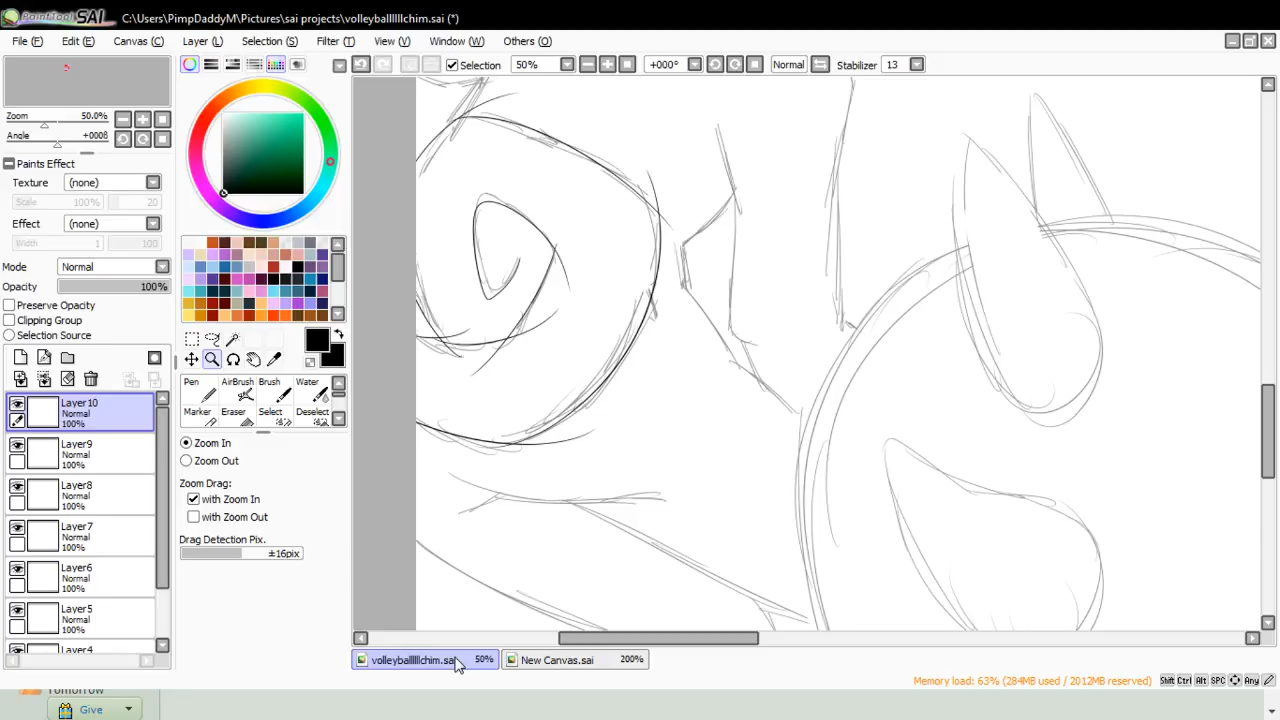 PaintTool SAI C:\Users\PimpDaddyM\Pictures\sai projects\volleyballlllchim.sai (*)
File (F) Edit (E) Canvas (C) Layer (L) Selection (S) Filter (T) View (V) Window (W) Others (O)
Selection 50% +000° Normal Stabilizer 13
Zoom 50.0%
Angle +000ß
Paints Effect
Texture (none)
Scale 100% 20
Effect (none)
Width 1 100
Mode Normal
Opacity 100%
Preserve Opacity
Clipping Group
Selection Source
Pen AirBrush Brush Water
Marker Eraser Select Deselect
Zoom In
Zoom Out
Zoom Drag:
with Zoom In
with Zoom Out
Drag Detection Pix.
±16pix
Layer10
Normal
100%
Layer9
Normal
100%
Layer8
Normal
100%
Layer7
Normal
100%
Layer6
Normal
100%
Layer5
Normal
100%
Layer4
volleyballlllchim.sai 50% New Canvas.sai 200%
Memory load: 63% (284MB used / 2012MB reserved) Shift Ctrl Alt SPC Any
Tomorrow
Give